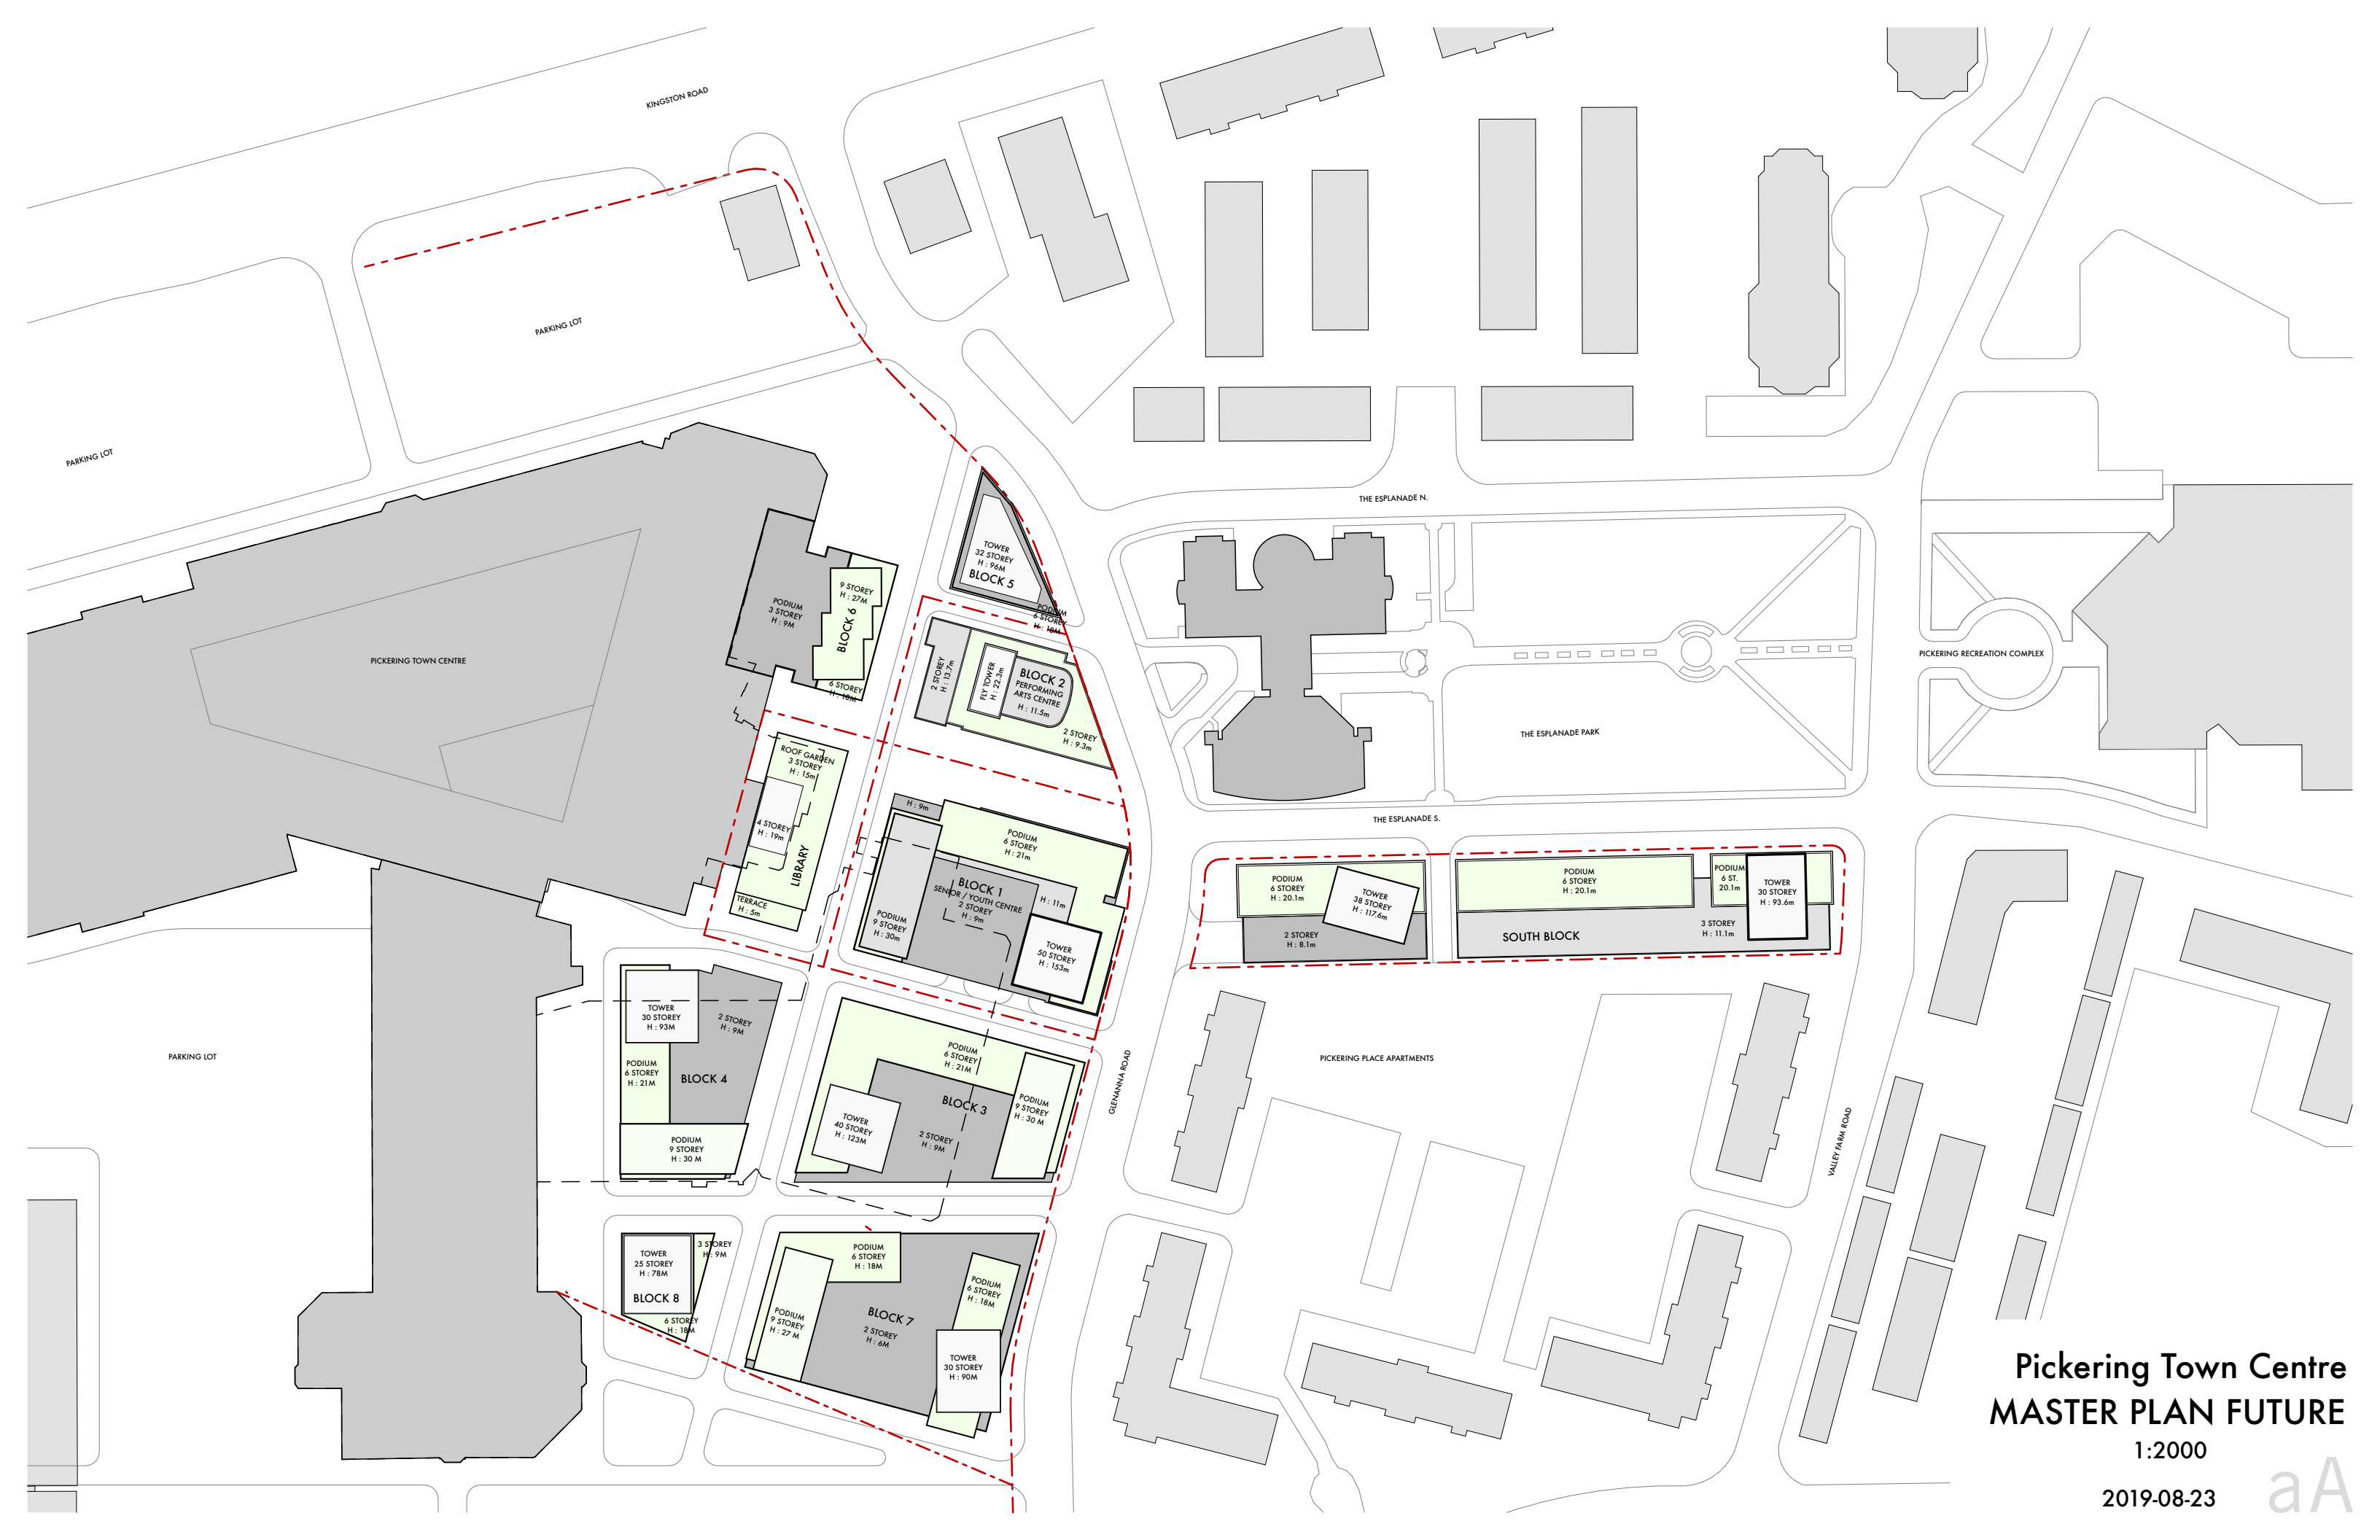 KINGSTON ROAD
PARKING LOT
PARKING LOT
PICKERING TOWN CENTRE
PARKING LOT
TOWER
32 STOREY
H : 96M
BLOCK 5
PODIUM
6 STOREY
H : 18M
PODIUM
3 STOREY
H : 9M
9 STOREY
H : 27M
BLOCK 6
6 STOREY
H : 18M
2 STOREY
H : 13.7m
FLY TOWER
H : 22.3m
BLOCK 2
PERFORMING
ARTS CENTRE
H : 11.5m
2 STOREY
H : 9.3m
ROOF GARDEN
3 STOREY
H : 15m
4 STOREY
H : 19m
LIBRARY
TERRACE
H : 5m
H : 9m
PODIUM
6 STOREY
H : 21m
BLOCK 1
SENIOR / YOUTH CENTRE
2 STOREY
H : 9m
H : 11m
PODIUM
9 STOREY
H : 30m
TOWER
50 STOREY
H : 153m
TOWER
30 STOREY
H : 93M
2 STOREY
H : 9M
PODIUM
6 STOREY
H : 21M
BLOCK 4
PODIUM
9 STOREY
H : 30 M
PODIUM
6 STOREY
H : 21M
BLOCK 3
TOWER
40 STOREY
H : 123M
2 STOREY
H : 9M
PODIUM
9 STOREY
H : 30 M
TOWER
25 STOREY
H : 78M
BLOCK 8
3 STOREY
H : 9M
6 STOREY
H : 18M
PODIUM
6 STOREY
H : 18M
PODIUM
9 STOREY
H : 27 M
BLOCK 7
2 STOREY
H : 6M
PODIUM
6 STOREY
H : 18M
TOWER
30 STOREY
H : 90M
THE ESPLANADE N.
THE ESPLANADE PARK
THE ESPLANADE S.
PICKERING RECREATION COMPLEX
PODIUM
6 STOREY
H : 20.1m
TOWER
38 STOREY
H : 117.6m
2 STOREY
H : 8.1m
PODIUM
6 STOREY
H : 20.1m
PODIUM
6 ST.
20.1m
TOWER
30 STOREY
H : 93.6m
SOUTH BLOCK
3 STOREY
H : 11.1m
GLENANNA ROAD
PICKERING PLACE APARTMENTS
VALLEY FARM ROAD
Pickering Town Centre
MASTER PLAN FUTURE
1:2000
2019-08-23
aA